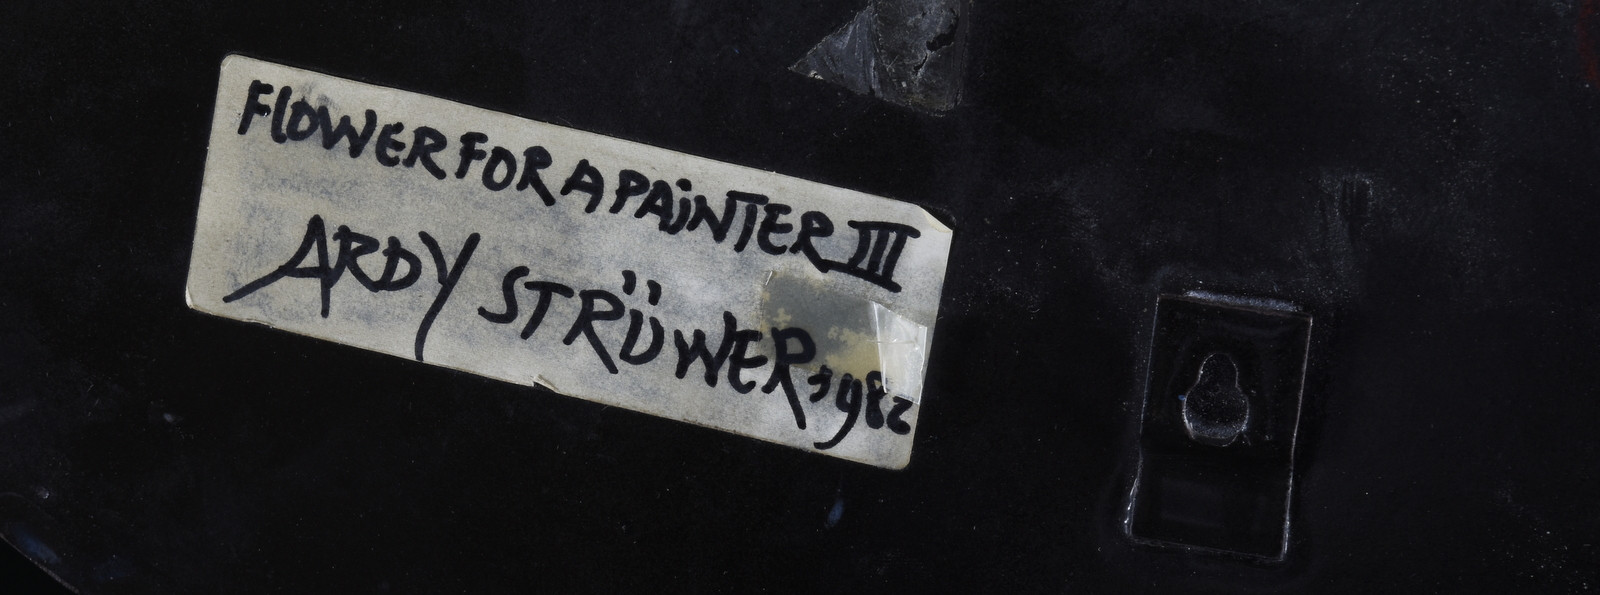 FlOWER FOR A PAiNTER III
ARDY STRÜWER 1982